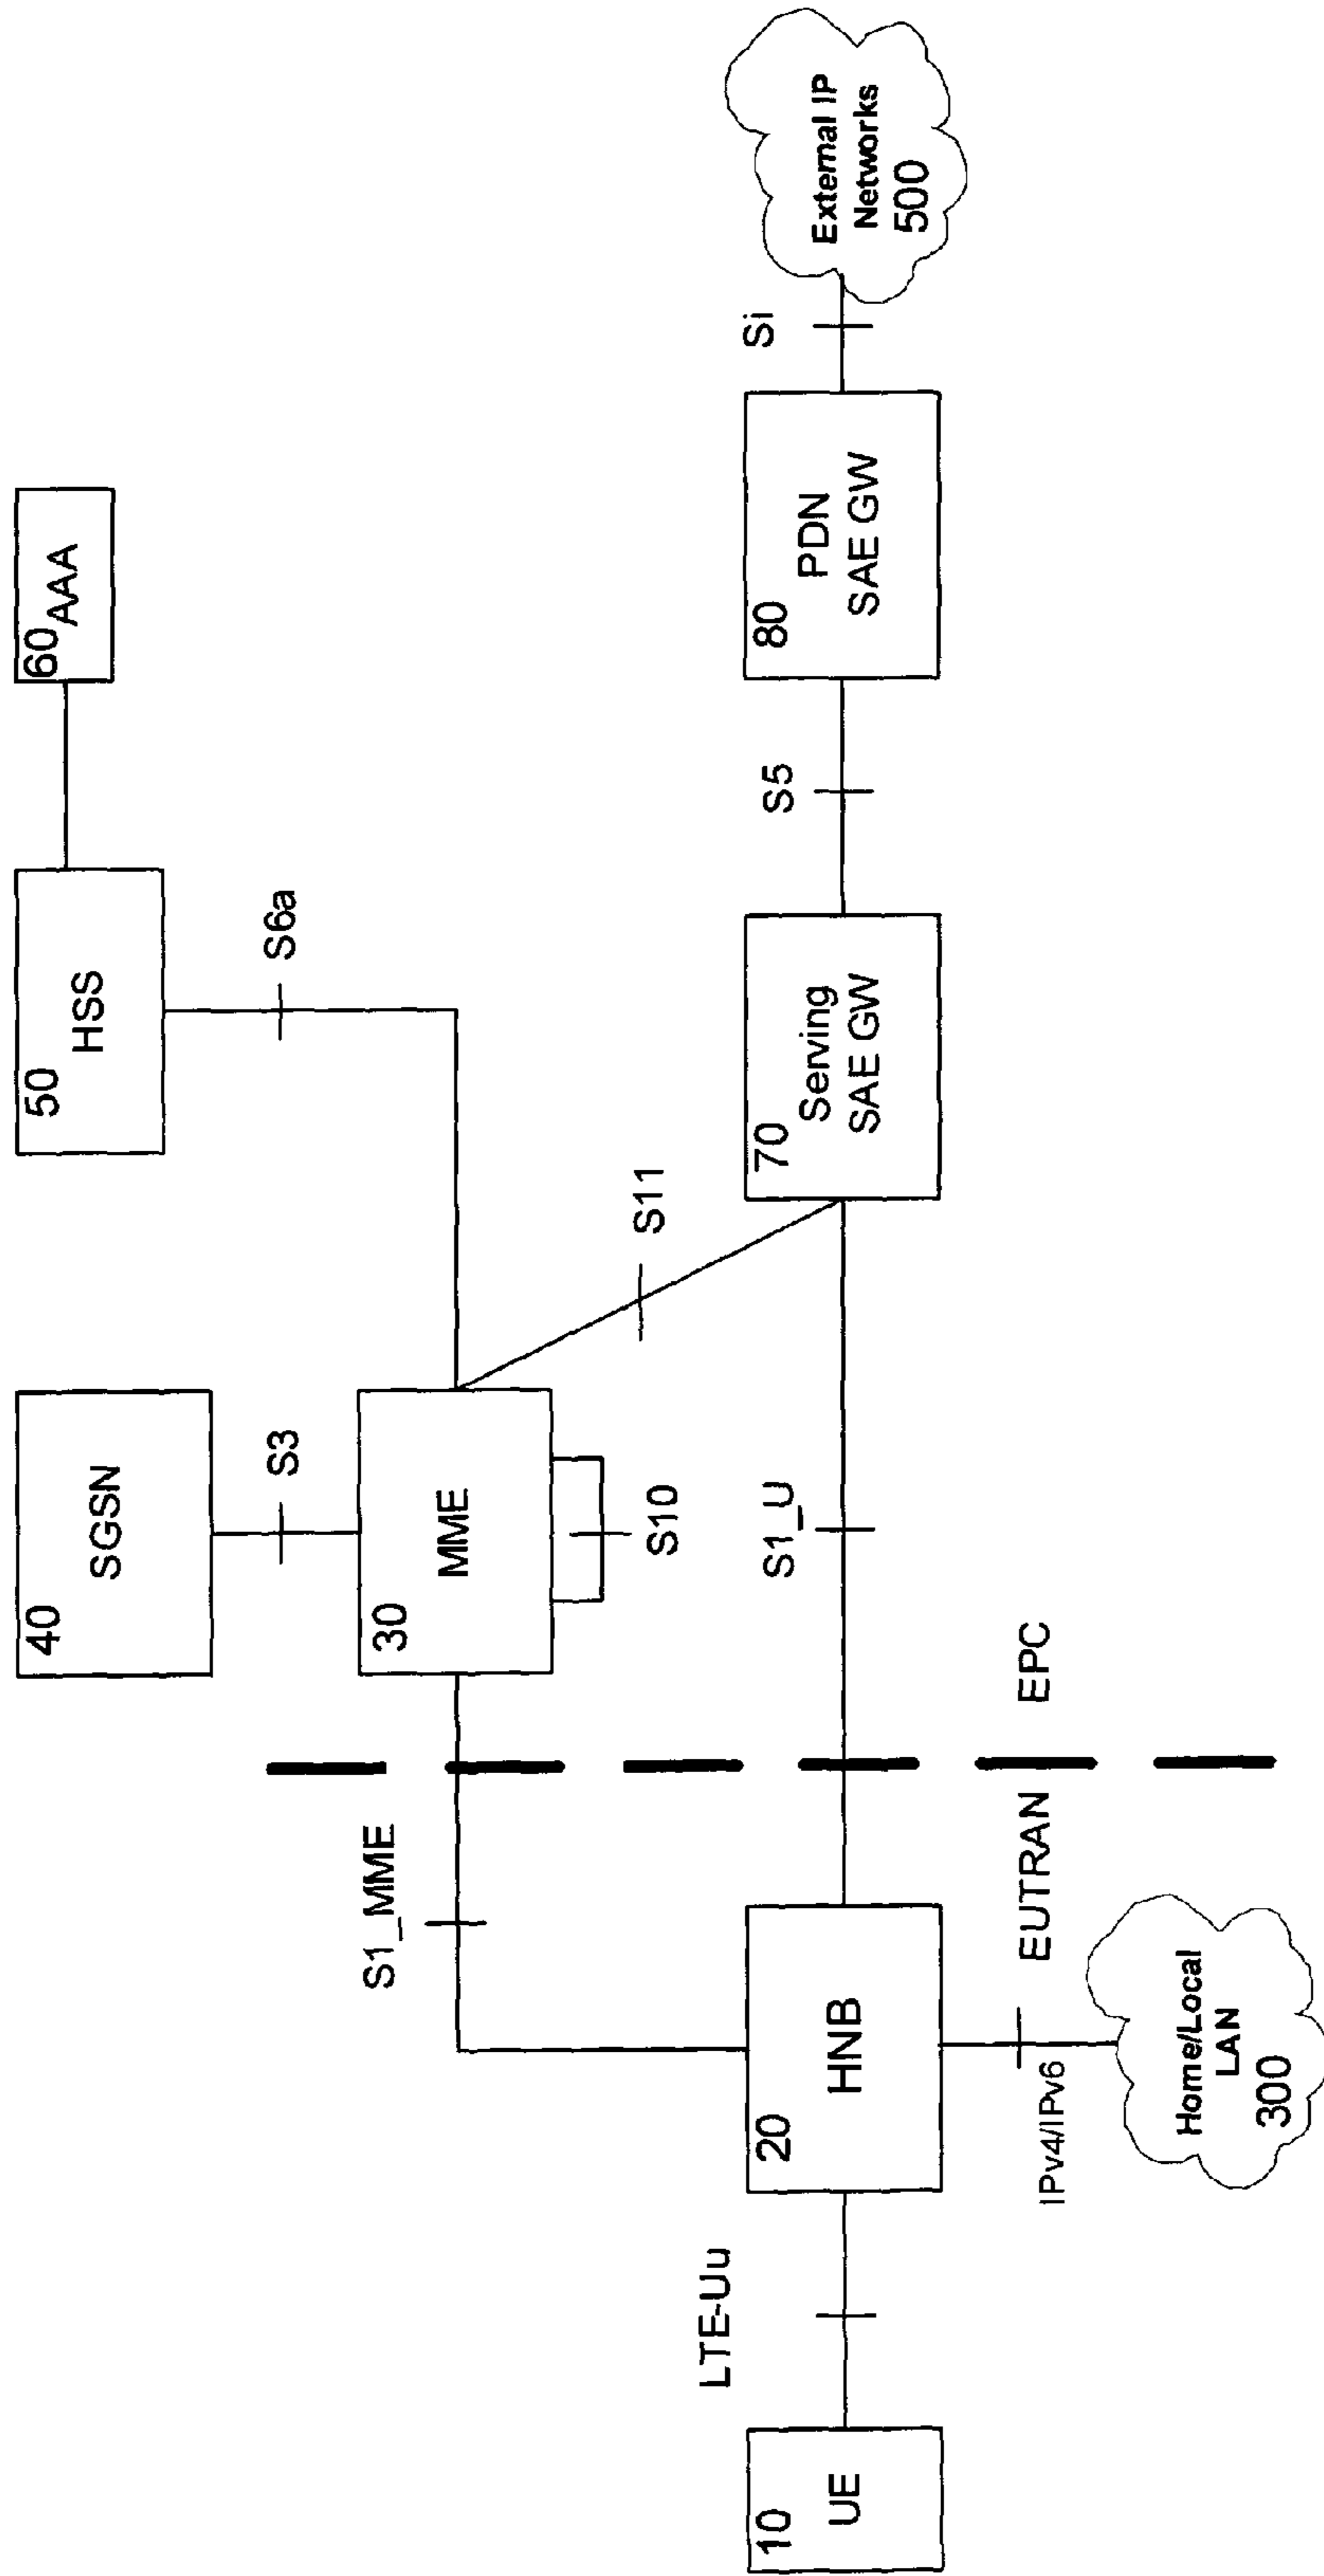 40
SGSN
50
HSS
60
AAA
S3
S6a
S1_MME
30
MME
S10
S11
LTE-Uu
S1_U
S5
Si
10
UE
20
HNB
70
Serving
SAE GW
80
PDN
SAE GW
External IP
Networks
500
EUTRAN
EPC
IPv4/IPv6
Home/Local
LAN
300